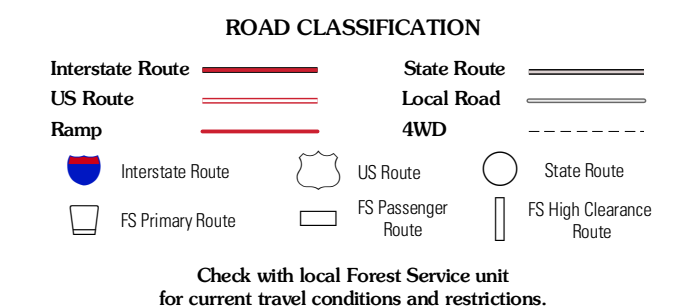 ROAD CLASSIFICATION
Interstate Route
State Route
US Route
Local Road
Ramp
4WD
Interstate Route
US Route
State Route
FS Primary Route
FS Passenger
Route
FS High Clearance
Route
Check with local Forest Service unit
for current travel conditions and restrictions.